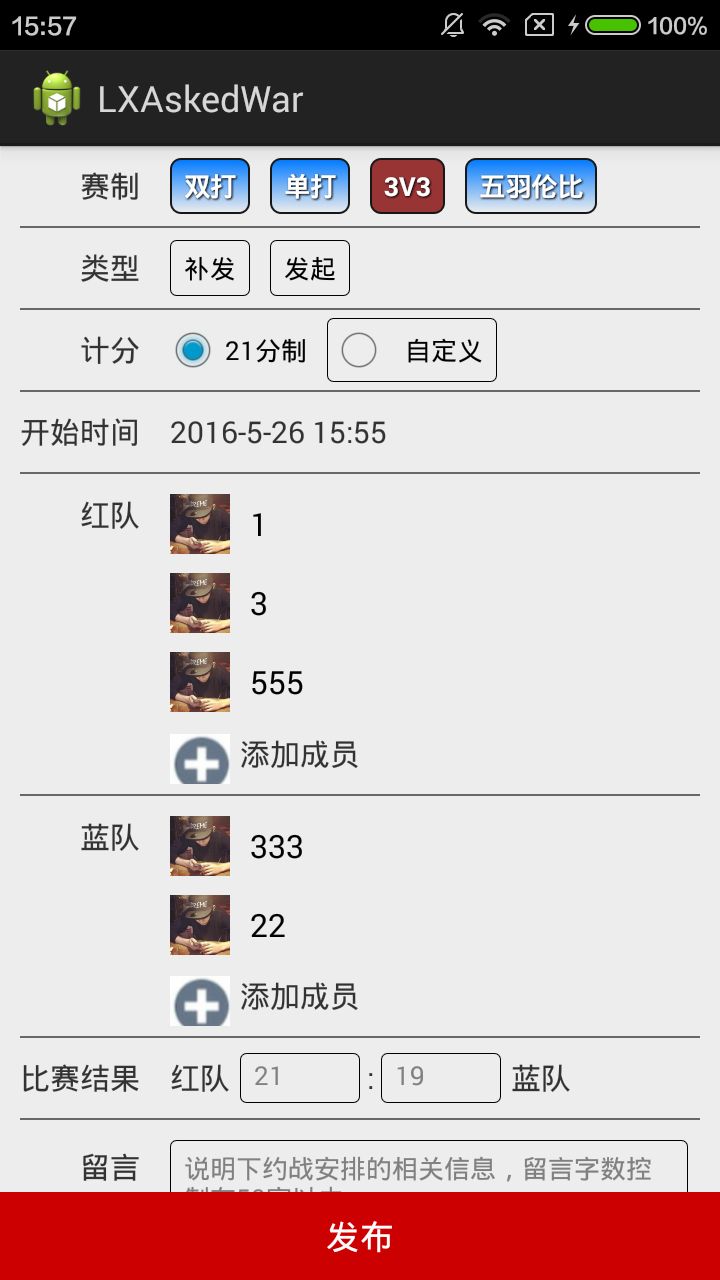 15:57 100%
LXAskedWar
赛制 双打 单打 3V3 五羽伦比
类型 补发 发起
计分 21分制 自定义
开始时间 2016-5-26 15:55
红队 1
3
555
添加成员
蓝队 333
22
添加成员
比赛结果 红队 21 : 19 蓝队
留言 说明下约战安排的相关信息，留言字数控
发布